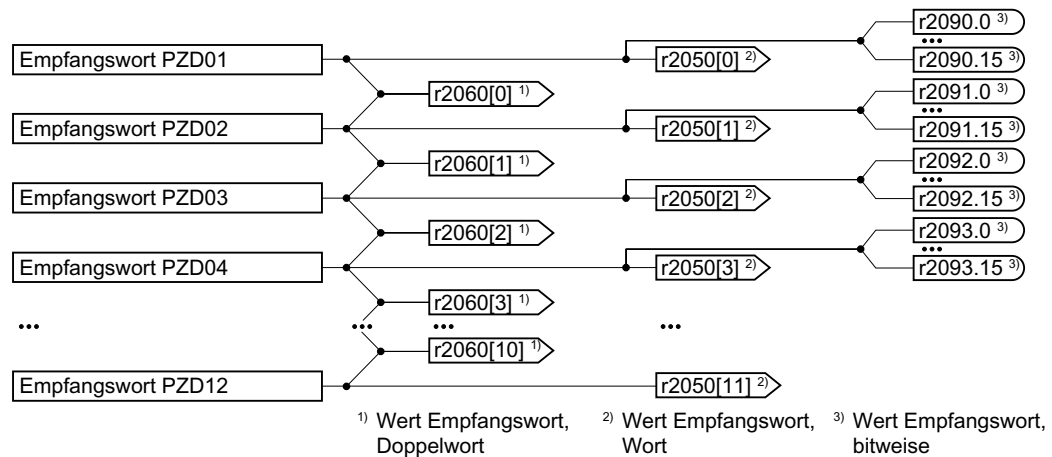 r2090.0 ³⁾
...
Empfangswort PZD01 r2050[0] ²⁾ r2090.15 ³⁾
r2060[0] ¹⁾ r2091.0 ³⁾
...
Empfangswort PZD02 r2050[1] ²⁾ r2091.15 ³⁾
r2060[1] ¹⁾ r2092.0 ³⁾
...
Empfangswort PZD03 r2050[2] ²⁾ r2092.15 ³⁾
r2060[2] ¹⁾ r2093.0 ³⁾
...
Empfangswort PZD04 r2050[3] ²⁾ r2093.15 ³⁾
r2060[3] ¹⁾
... ... ... ...
r2060[10] ¹⁾
Empfangswort PZD12 r2050[11] ²⁾
¹⁾ Wert Empfangswort, ²⁾ Wert Empfangswort, ³⁾ Wert Empfangswort,
Doppelwort Wort bitweise